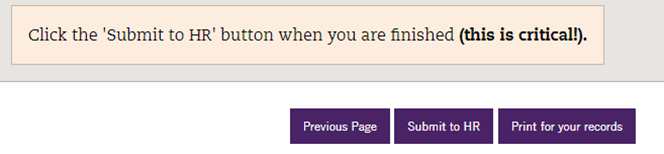 Click the 'Submit to HR' button when you are finished (this is critical!).
Previous Page Submit to HR Print for your records